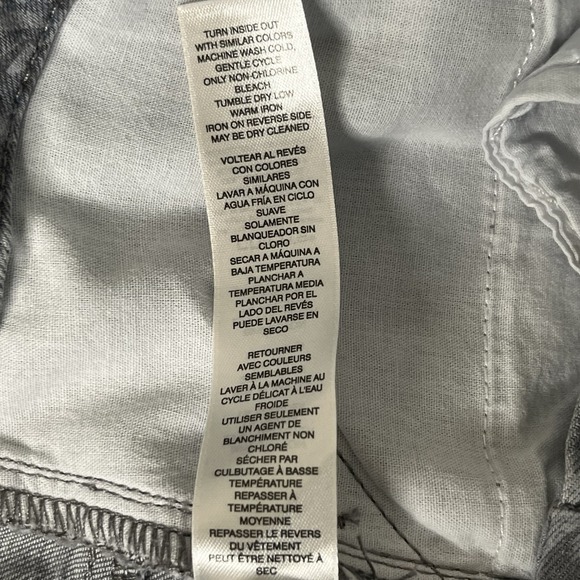 TURN INSIDE OUT
WITH SIMILAR COLORS
MACHINE WASH COLD,
GENTLE CYCLE
ONLY NON-CHLORINE
BLEACH
TUMBLE DRY LOW
WARM IRON
IRON ON REVERSE SIDE
MAY BE DRY CLEANED
VOLTEAR AL REVÉS
CON COLORES
SIMILARES
LAVAR A MÁQUINA CON
AGUA FRÍA EN CICLO
SUAVE
SOLAMENTE
BLANQUEADOR SIN
CLORO
SECAR A MÁQUINA A
BAJA TEMPERATURA
PLANCHAR A
TEMPERATURA MEDIA
PLANCHAR POR EL
LADO DEL REVÉS
PUEDE LAVARSE EN
SECO
RETOURNER
AVEC COULEURS
SEMBLABLES
LAVER À LA MACHINE AU
CYCLE DÉLICAT À L'EAU
FROIDE
UTILISER SEULEMENT
UN AGENT DE
BLANCHIMENT NON
CHLORÉ
SÉCHER PAR
CULBUTAGE À BASSE
TEMPÉRATURE
REPASSER À
TEMPÉRATURE
MOYENNE
REPASSER LE REVERS
DU VÊTEMENT
PEUT ÊTRE NETTOYÉ À
SEC